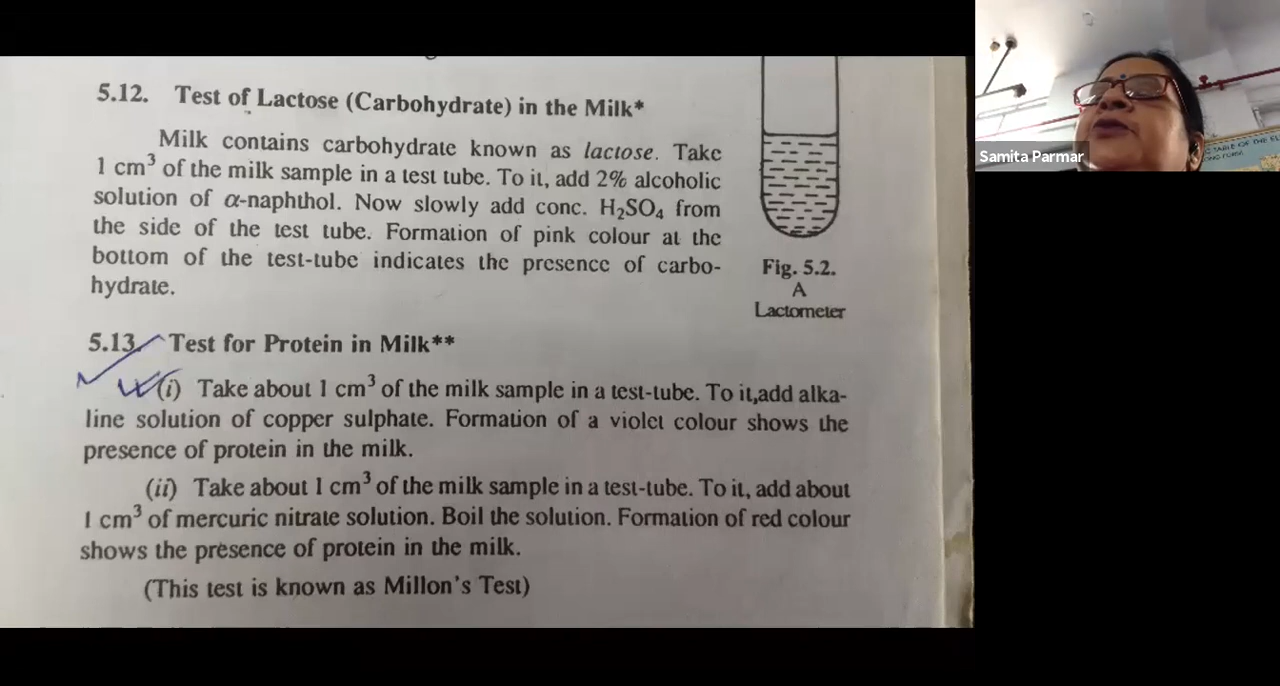 5.12. Test of Lactose (Carbohydrate) in the Milk*
Milk contains carbohydrate known as lactose. Take
1 cm³ of the milk sample in a test tube. To it, add 2% alcoholic
solution of α-naphthol. Now slowly add conc. H₂SO₄ from
the side of the test tube. Formation of pink colour at the
bottom of the test-tube indicates the presence of carbo-
hydrate.
Fig. 5.2.
A
Lactometer
5.13. Test for Protein in Milk**
(i) Take about 1 cm³ of the milk sample in a test-tube. To it,add alka-
line solution of copper sulphate. Formation of a violet colour shows the
presence of protein in the milk.
(ii) Take about 1 cm³ of the milk sample in a test-tube. To it, add about
1 cm³ of mercuric nitrate solution. Boil the solution. Formation of red colour
shows the presence of protein in the milk.
(This test is known as Millon's Test)
Samita Parmar
TABLE OF THE EL